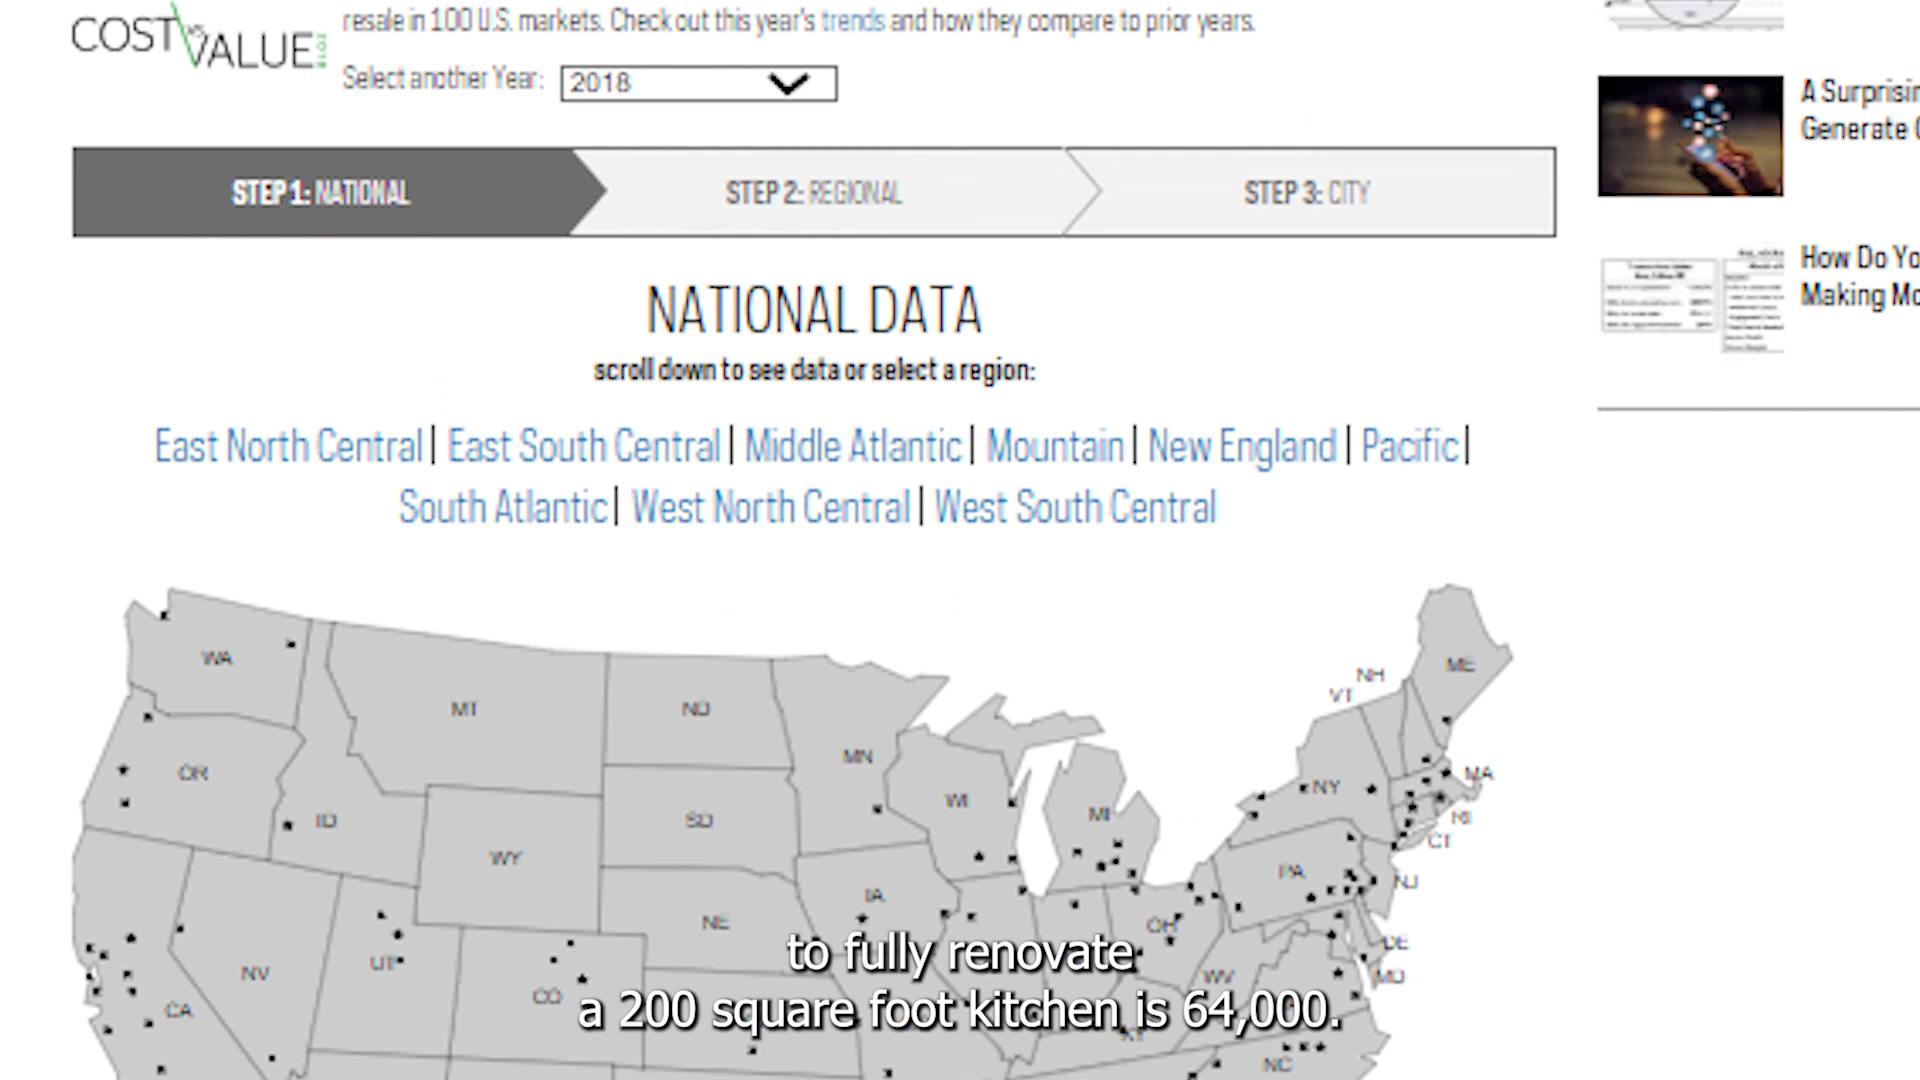 COST VS VALUE 2018
resale in 100 U.S. markets. Check out this year's trends and how they compare to prior years.
Select another Year: 2018
STEP 1: NATIONAL
STEP 2: REGIONAL
STEP 3: CITY
A Surprisin
Generate
How Do Yo
Making Mo
NATIONAL DATA
scroll down to see data or select a region:
East North Central | East South Central | Middle Atlantic | Mountain | New England | Pacific |
South Atlantic | West North Central | West South Central
WA
MT
ND
MN
OR
ID
WY
SD
WI
MI
NY
VT
NH
ME
MA
RI
CT
NJ
PA
IA
NE
OH
NV
UT
CO
CA
WV
DE
MD
KY
NC
to fully renovate
a 200 square foot kitchen is 64,000.